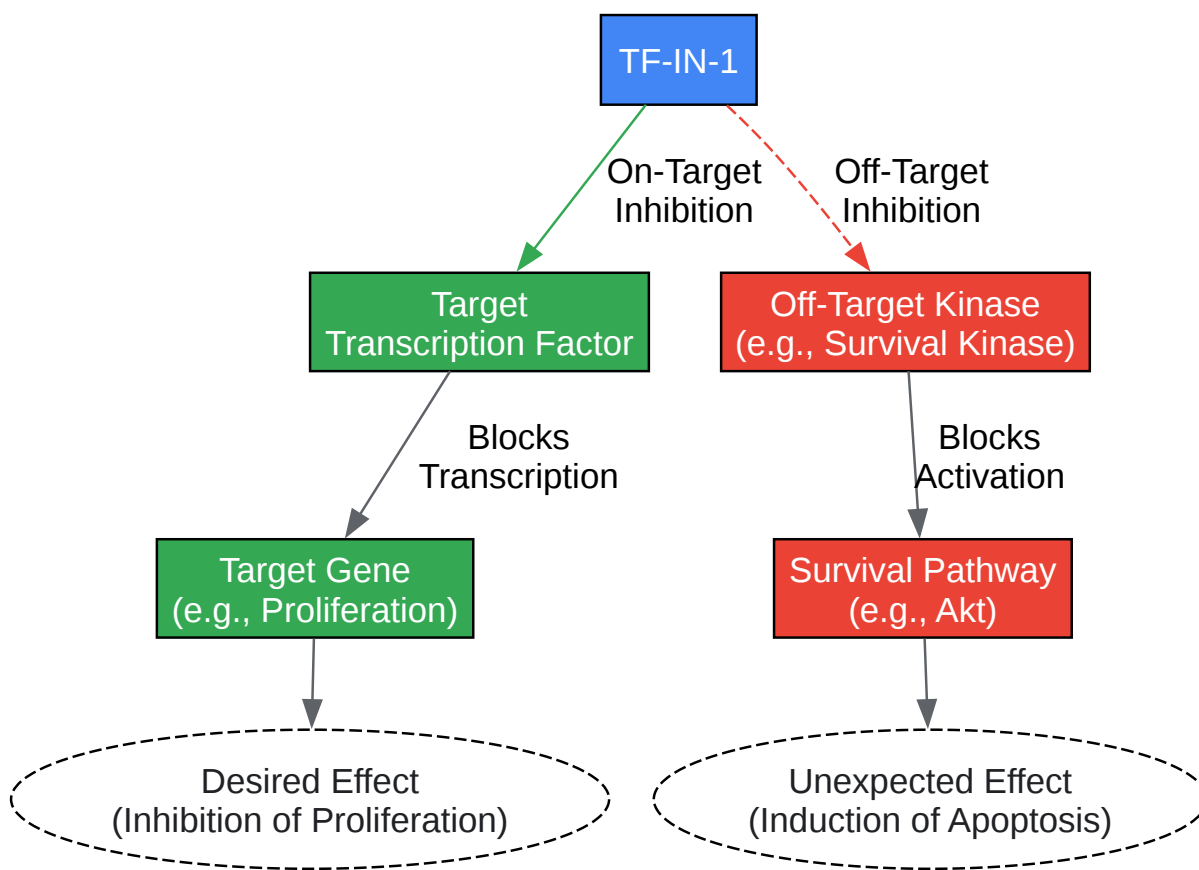 TF-IN-1
On-Target
Inhibition
Off-Target
Inhibition
Target
Transcription Factor
Off-Target Kinase
(e.g., Survival Kinase)
Blocks
Transcription
Blocks
Activation
Target Gene
(e.g., Proliferation)
Survival Pathway
(e.g., Akt)
Desired Effect
(Inhibition of Proliferation)
Unexpected Effect
(Induction of Apoptosis)